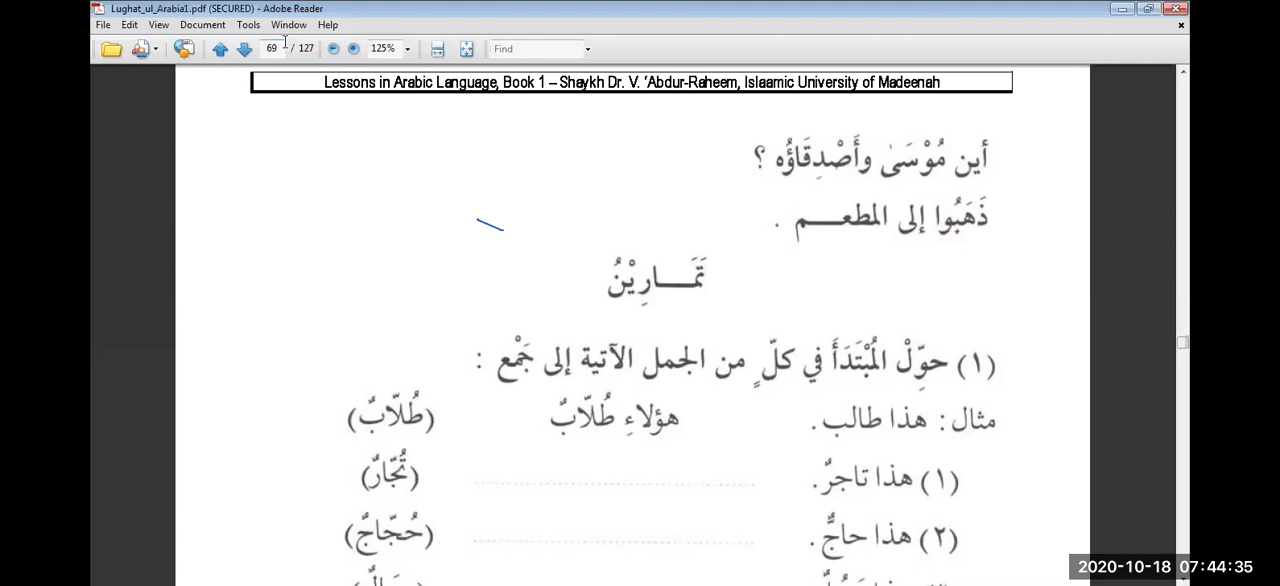 Lughat_ul_Arabia1.pdf (SECURED) - Adobe Reader
File Edit View Document Tools Window Help
69 / 127 125% Find
Lessons in Arabic Language, Book 1 – Shaykh Dr. V. ‘Abdur-Raheem, Islaamic University of Madeenah
أين مُوْسَىٰ وأَصْدِقَاؤُه ؟
ذَهَبُوا إلى المطعـــم .
تَمَـــارِيْنُ
(١) حوِّلْ المُبْتَدَأَ في كلٍّ من الجمل الآتية إلى جَمْع :
مثال : هذا طالب. هؤلاءِ طُلّابٌ (طُلّابٌ)
(١) هذا تاجرٌ. (تُجّارٌ)
(٢) هذا حاجٌّ. (حُجّاجٌ)
2020-10-18 07:44:35